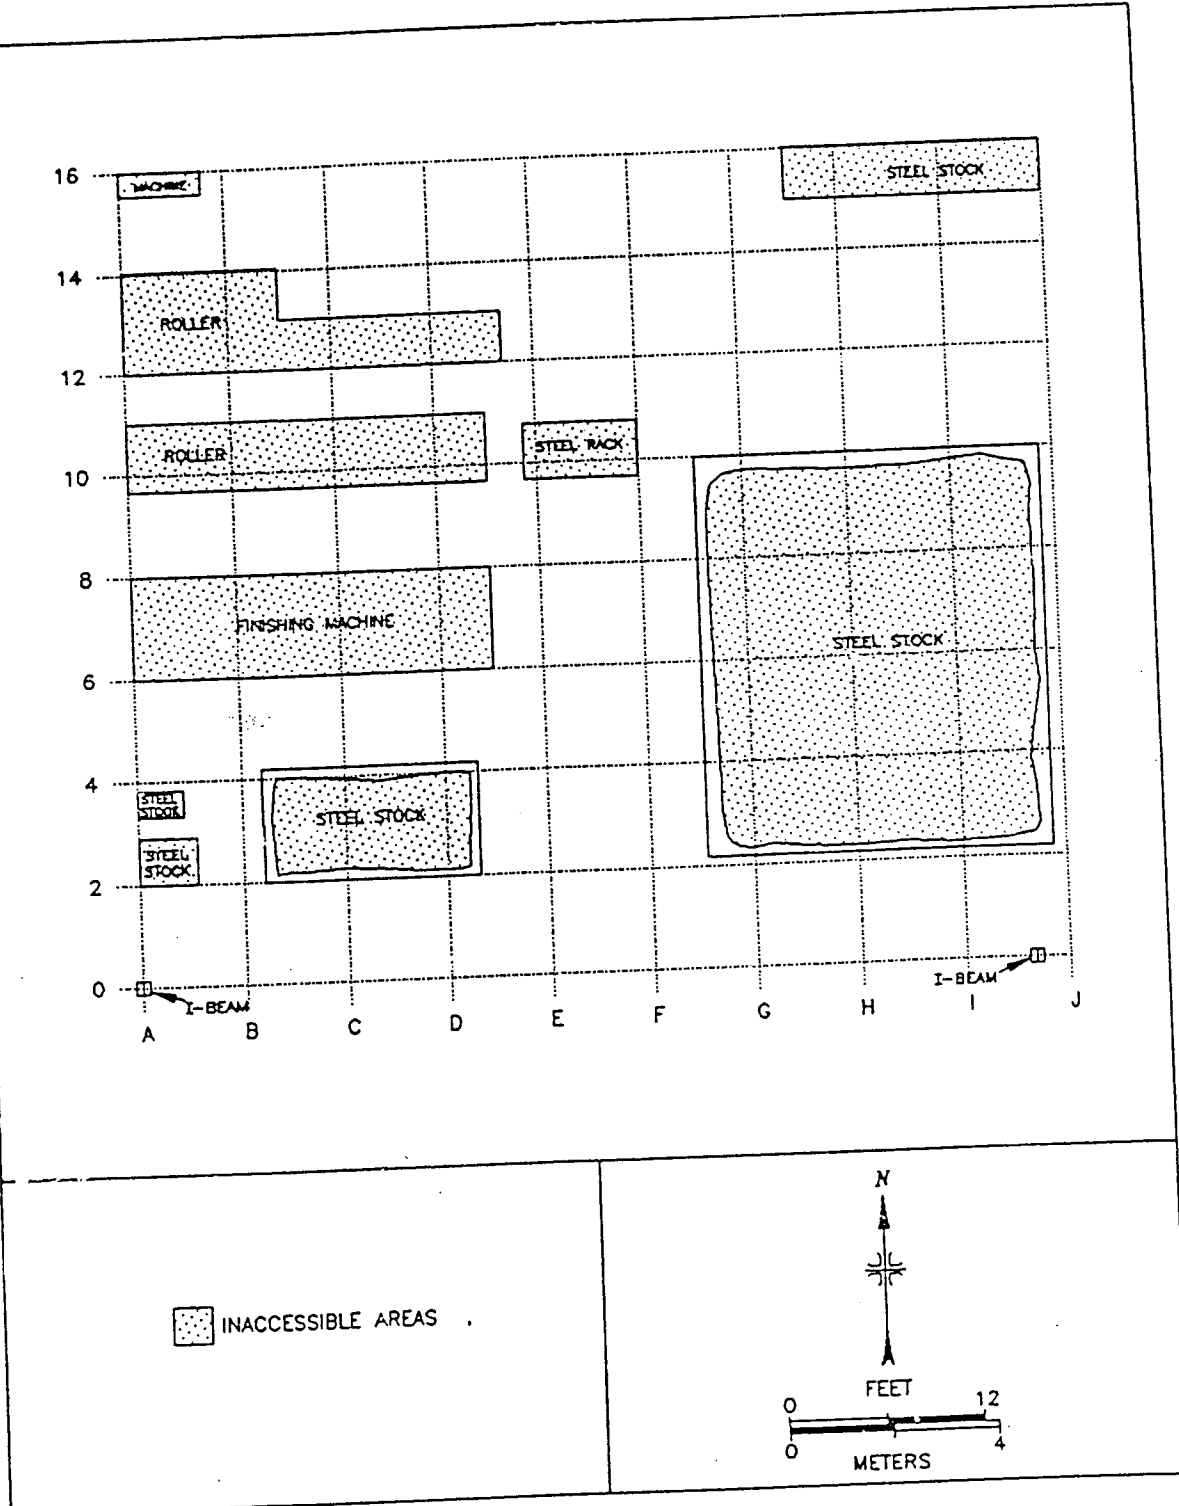 16
MACHINE
STEEL STOCK
14
ROLLER
12
ROLLER
STEEL RACK
10
8
FINISHING MACHINE
STEEL STOCK
6
4
STEEL
STOCK
STEEL STOCK
STEEL
STOCK
2
0
I-BEAM
I-BEAM
A B C D E F G H I J
N
INACCESSIBLE AREAS
FEET
0 12
0 4
METERS